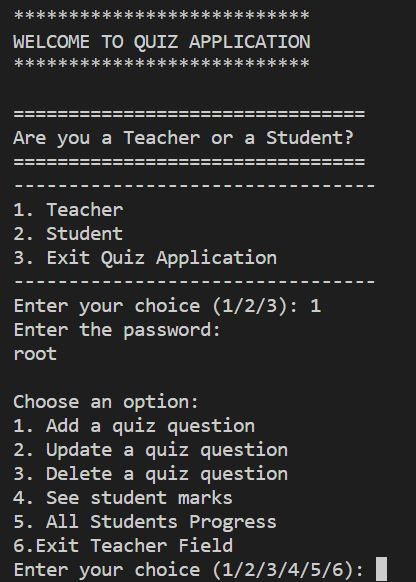 ***************************
WELCOME TO QUIZ APPLICATION
***************************
================================
Are you a Teacher or a Student?
================================
---------------------------------
1. Teacher
2. Student
3. Exit Quiz Application
---------------------------------
Enter your choice (1/2/3): 1
Enter the password:
root
Choose an option:
1. Add a quiz question
2. Update a quiz question
3. Delete a quiz question
4. See student marks
5. All Students Progress
6.Exit Teacher Field
Enter your choice (1/2/3/4/5/6):